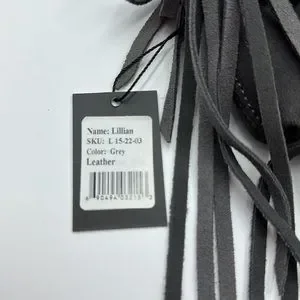 Name: Lillian
SKU: L 15-22-03
Color: Grey
Leather